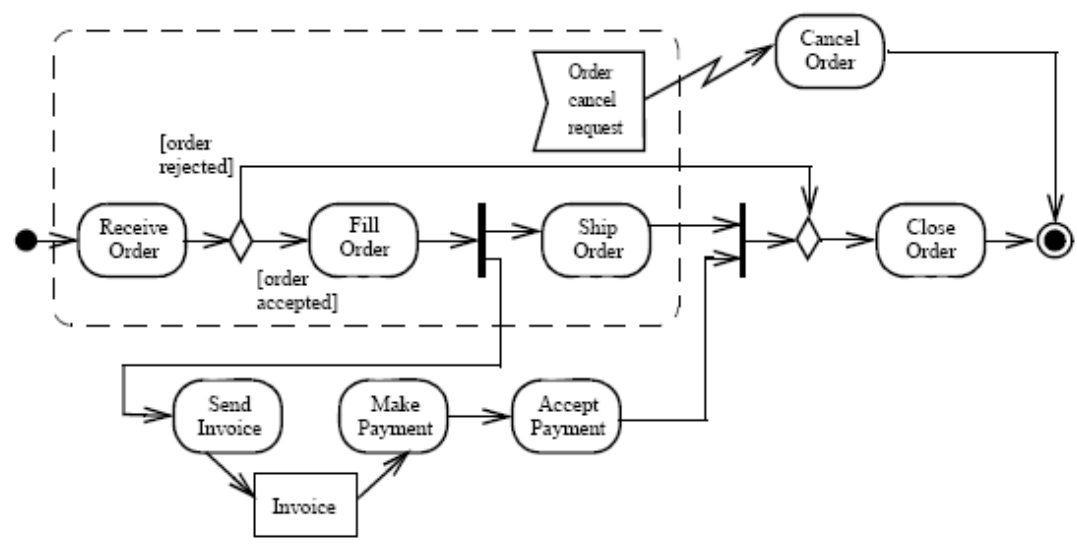 Cancel
Order
Order
cancel
request
[order
rejected]
Receive
Order
Fill
Order
Ship
Order
Close
Order
[order
accepted]
Send
Invoice
Make
Payment
Accept
Payment
Invoice